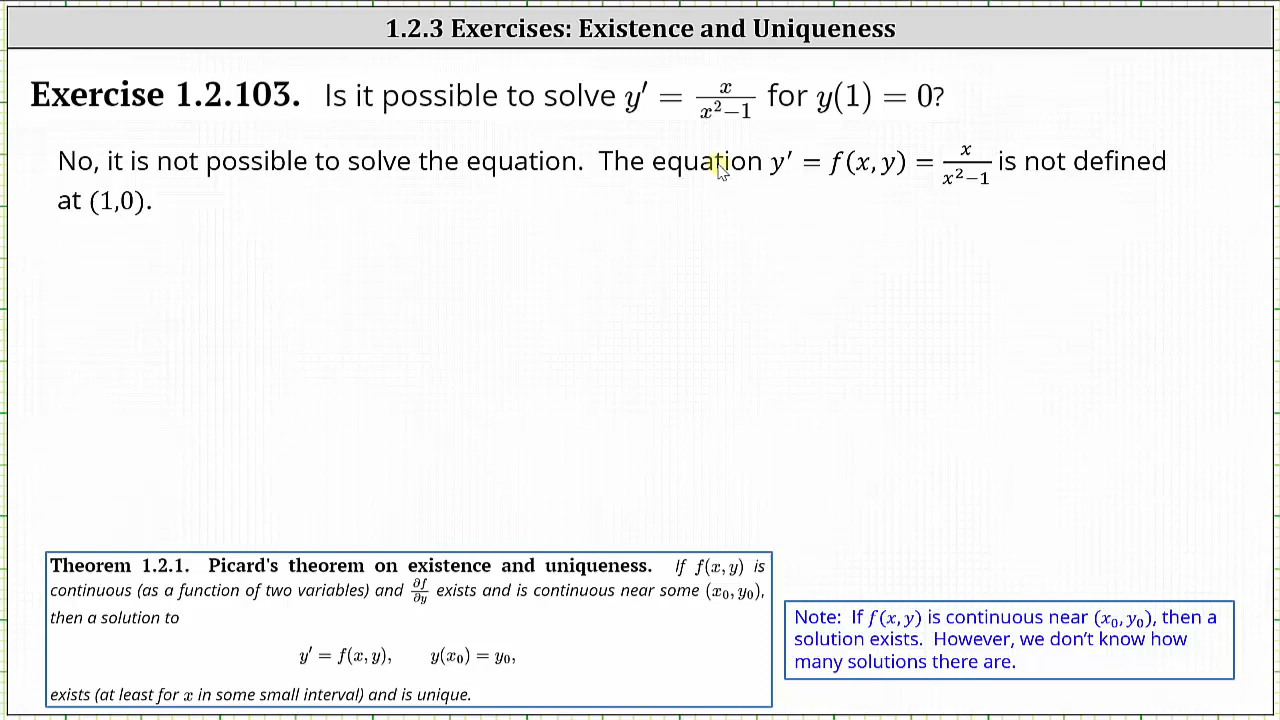 1.2.3 Exercises: Existence and Uniqueness
Exercise 1.2.103. Is it possible to solve y′ = x/(x²−1) for y(1) = 0?
No, it is not possible to solve the equation. The equation y′ = f(x, y) = x/(x²−1) is not defined
at (1,0).
Theorem 1.2.1. Picard's theorem on existence and uniqueness. If f(x, y) is
continuous (as a function of two variables) and ∂f/∂y exists and is continuous near some (x₀, y₀),
then a solution to
y′ = f(x, y), y(x₀) = y₀,
exists (at least for x in some small interval) and is unique.
Note: If f(x, y) is continuous near (x₀, y₀), then a
solution exists. However, we don’t know how
many solutions there are.